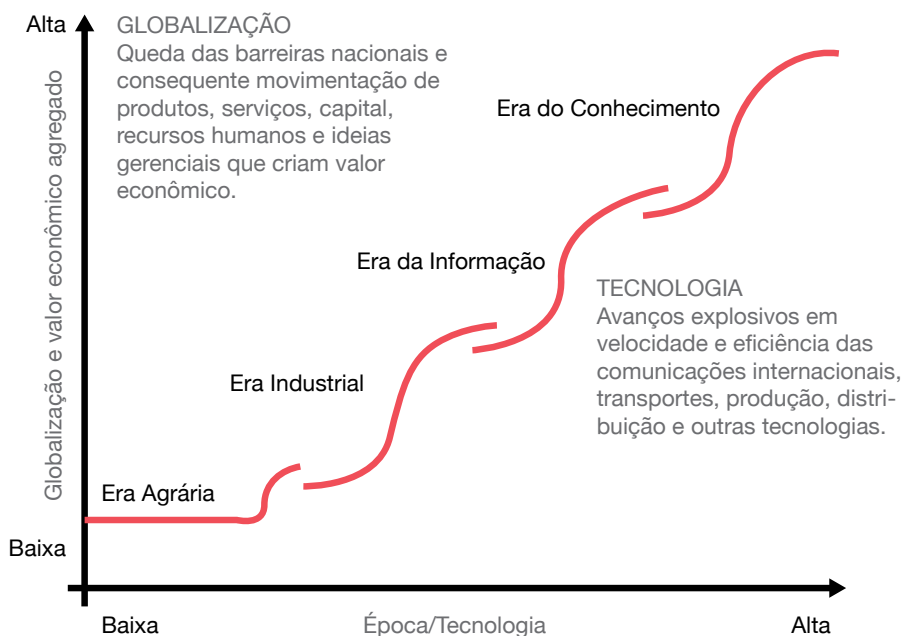 Alta
GLOBALIZAÇÃO
Queda das barreiras nacionais e
consequente movimentação de
produtos, serviços, capital,
recursos humanos e ideias
gerenciais que criam valor
econômico.
Era do Conhecimento
Era da Informação
TECNOLOGIA
Avanços explosivos em
velocidade e eficiência das
comunicações internacionais,
transportes, produção, distri-
buição e outras tecnologias.
Era Industrial
Era Agrária
Globalização e valor econômico agregado
Baixa
Baixa
Época/Tecnologia
Alta